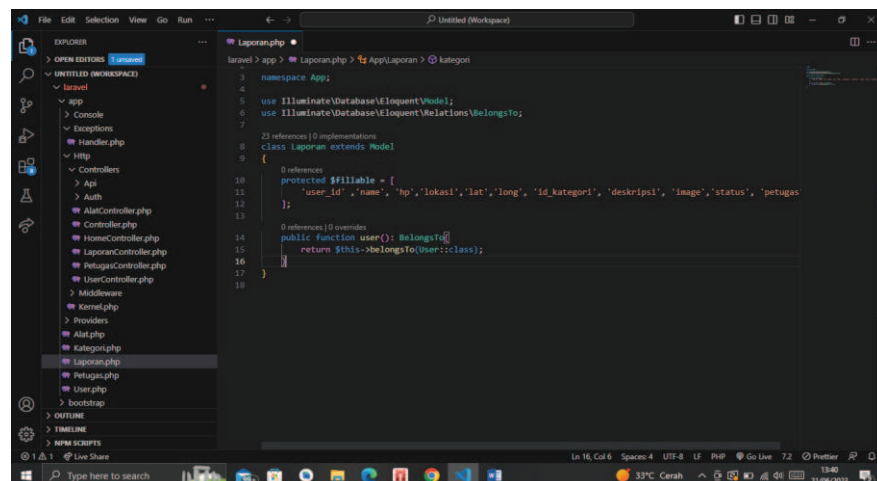 File Edit Selection View Go Run ··· Untitled (Workspace)
EXPLORER ···
Laporan.php
> OPEN EDITORS 1 unsaved
laravel > app > Laporan.php > App\Laporan > kategori
UNTITLED (WORKSPACE)
laravel
app
> Console
Exceptions
Handler.php
Http
Controllers
> Api
> Auth
AlatController.php
Controller.php
HomeController.php
LaporanController.php
PetugasController.php
UserController.php
> Middleware
Kernel.php
> Providers
Alat.php
Kategori.php
Laporan.php
Petugas.php
User.php
> bootstrap
> OUTLINE
> TIMELINE
> NPM SCRIPTS
3 namespace App;
4
5 use Illuminate\Database\Eloquent\Model;
6 use Illuminate\Database\Eloquent\Relations\BelongsTo;
7
23 references | 0 implementations
8 class Laporan extends Model
9 {
0 references
10 protected $fillable = [
11 'user_id' ,'name', 'hp','lokasi','lat','long', 'id_kategori', 'deskripsi', 'image','status', 'petugas'
12 ];
13
0 references | 0 overrides
14 public function user(): BelongsTo{
15 return $this->belongsTo(User::class);
16 }
17 }
18
1 1 Live Share Ln 16, Col 6 Spaces: 4 UTF-8 LF PHP Go Live 7.2 Prettier
Type here to search 33°C Cerah 13:40